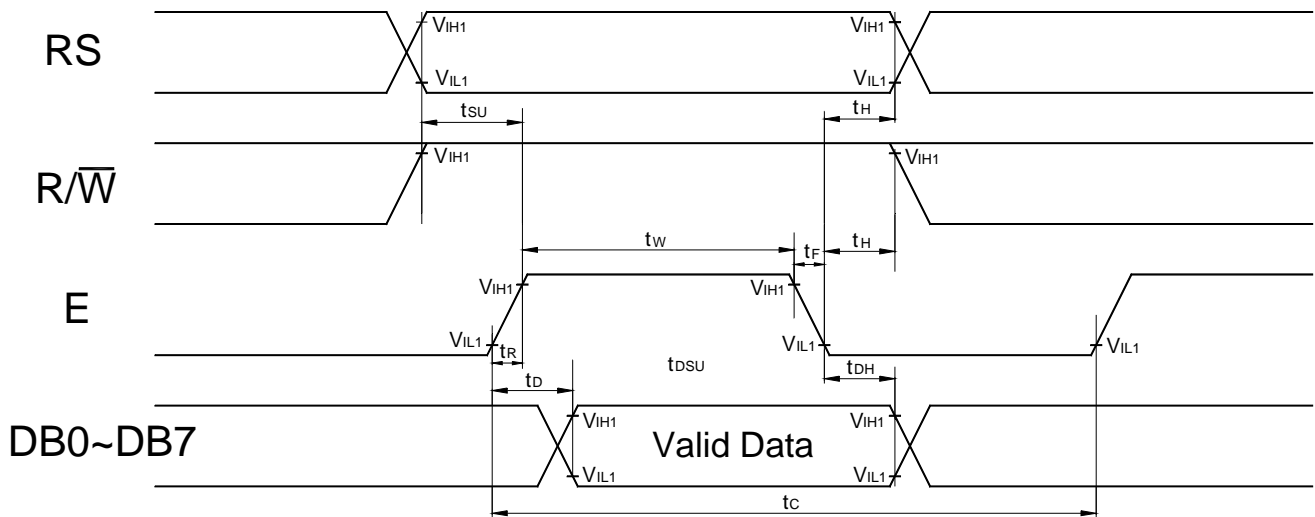 RS
VIH1
VIH1
VIL1
VIL1
tSU
tH
R/W̅
VIH1
VIH1
tW
tF
tH
E
VIH1
VIH1
VIL1
VIL1
VIL1
tR
tD
tDSU
tDH
DB0~DB7
VIH1
Valid Data
VIH1
VIL1
VIL1
tC